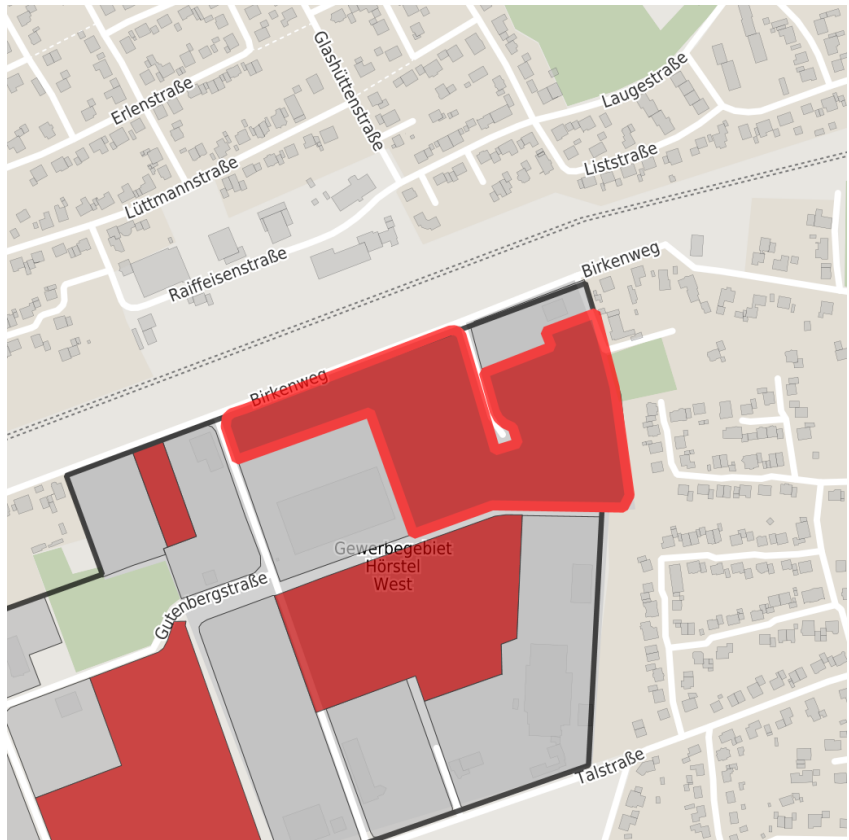 Glashüttenstraße
Laugestraße
Erlenstraße
Liststraße
Lüttmannstraße
Raiffeisenstraße
Birkenweg
Birkenweg
Gewerbegebiet
Hörstel
West
Gutenbergstraße
Talstraße